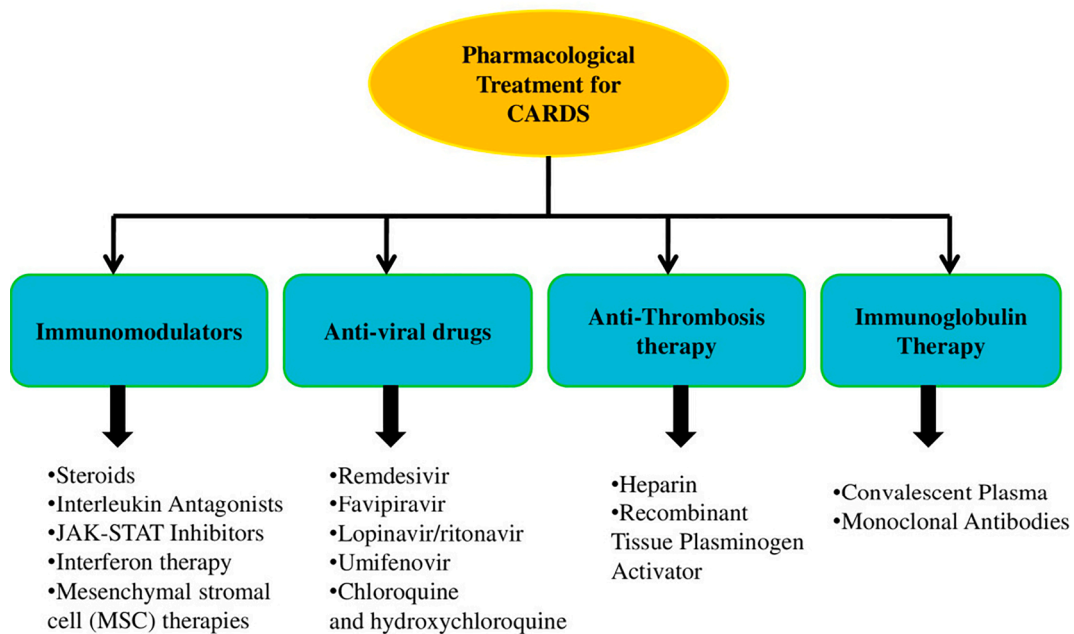 Pharmacological
Treatment for
CARDS
Immunomodulators
Anti-viral drugs
Anti-Thrombosis
therapy
Immunoglobulin
Therapy
•Steroids
•Interleukin Antagonists
•JAK-STAT Inhibitors
•Interferon therapy
•Mesenchymal stromal
cell (MSC) therapies
•Remdesivir
•Favipiravir
•Lopinavir/ritonavir
•Umifenovir
•Chloroquine
and hydroxychloroquine
•Heparin
•Recombinant
Tissue Plasminogen
Activator
•Convalescent Plasma
•Monoclonal Antibodies